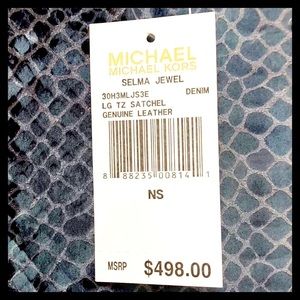 MICHAEL
MICHAEL KORS
SELMA JEWEL
30H3MLJS3E DENIM
LG TZ SATCHEL
GENUINE LEATHER
8 88235 00814 1
NS
MSRP $498.00